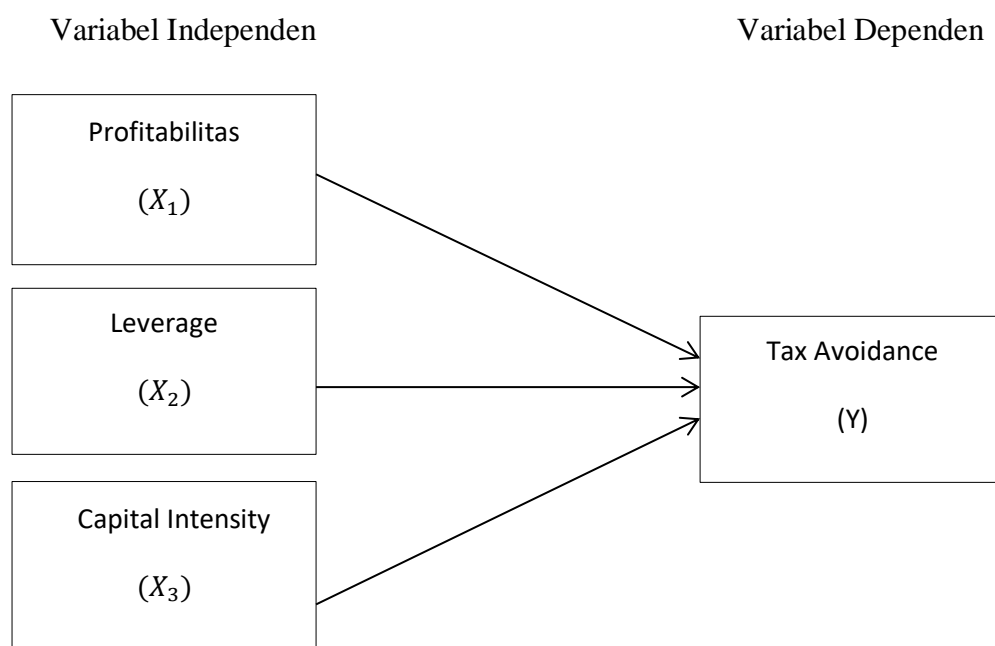 Variabel Independen
Variabel Dependen
Profitabilitas
(𝑋₁)
Leverage
(𝑋₂)
Capital Intensity
(𝑋₃)
Tax Avoidance
(Y)